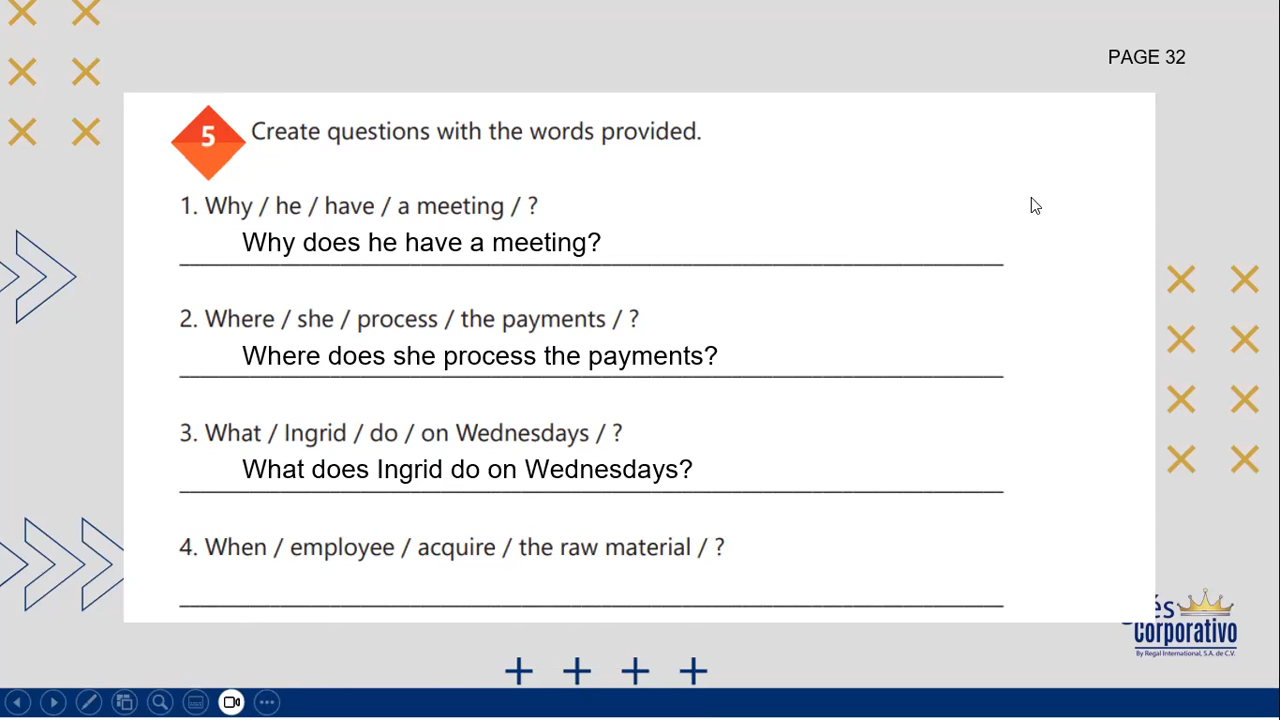 PAGE 32
5 Create questions with the words provided.
1. Why / he / have / a meeting / ?
Why does he have a meeting?
2. Where / she / process / the payments / ?
Where does she process the payments?
3. What / Ingrid / do / on Wednesdays / ?
What does Ingrid do on Wednesdays?
4. When / employee / acquire / the raw material / ?
és
Corporativo
By Regal International, S.A. de C.V.